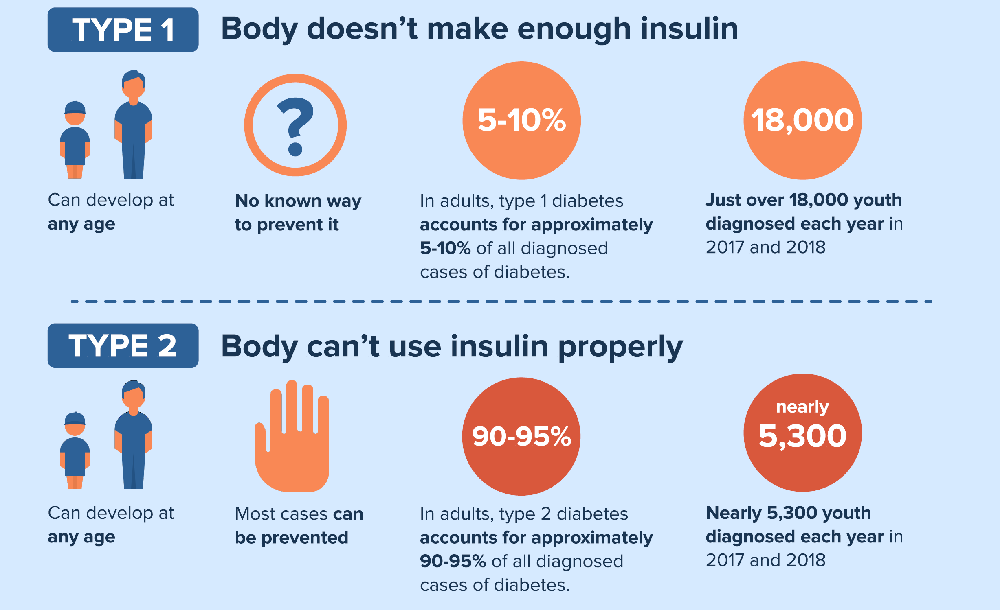 TYPE 1
Body doesn’t make enough insulin
?
5-10%
18,000
Can develop at
any age
No known way
to prevent it
In adults, type 1 diabetes
accounts for approximately
5-10% of all diagnosed
cases of diabetes.
Just over 18,000 youth
diagnosed each year in
2017 and 2018
TYPE 2
Body can’t use insulin properly
90-95%
nearly
5,300
Can develop at
any age
Most cases can
be prevented
In adults, type 2 diabetes
accounts for approximately
90-95% of all diagnosed
cases of diabetes.
Nearly 5,300 youth
diagnosed each year in
2017 and 2018